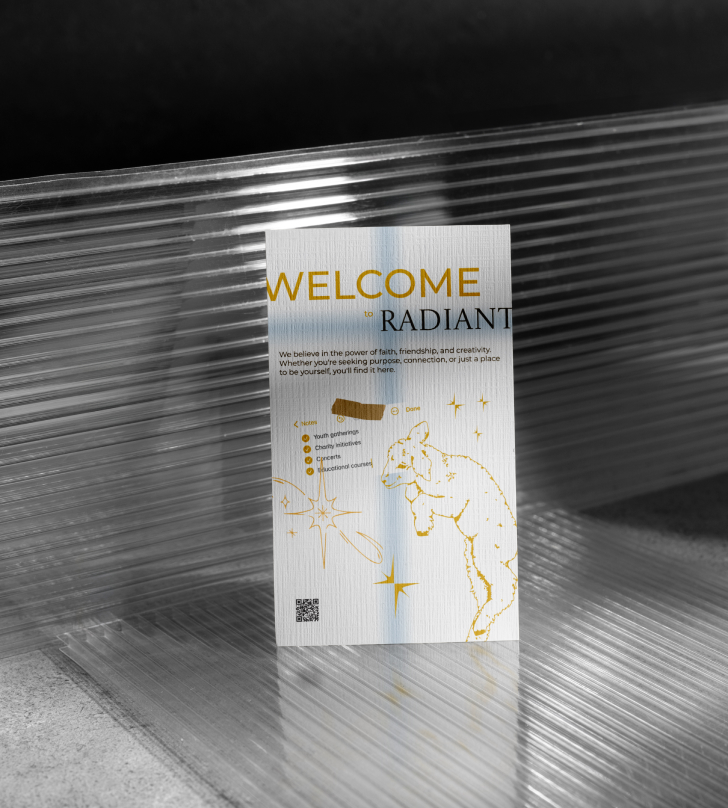 WELCOME
to
RADIANT
We believe in the power of faith, friendship, and creativity.
Whether you're seeking purpose, connection, or just a place
to be yourself, you'll find it here.
Notes
Done
Youth gatherings
Charity Initiatives
Concerts
Educational courses